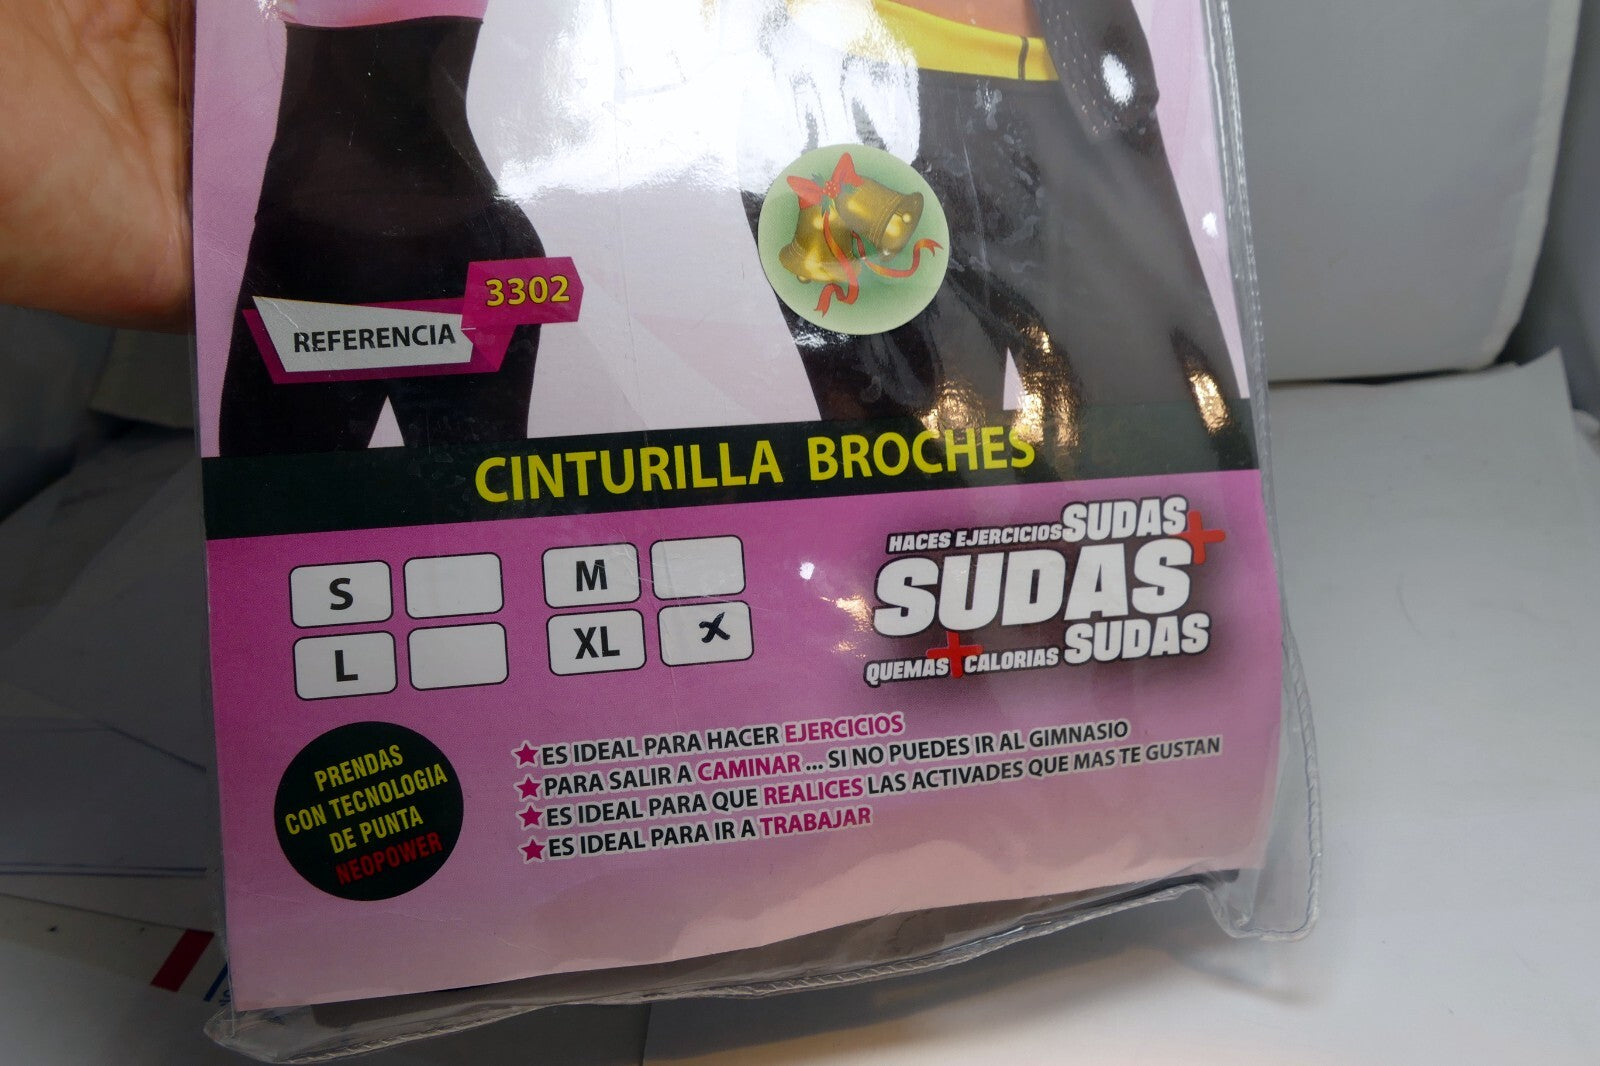 3302
REFERENCIA
CINTURILLA BROCHES
S
M
L
XL
x
HACES EJERCICIOS SUDAS+
SUDAS
QUEMAS+CALORIAS SUDAS
PRENDAS
CON TECNOLOGIA
DE PUNTA
NEOPOWER
ES IDEAL PARA HACER EJERCICIOS
PARA SALIR A CAMINAR ... SI NO PUEDES IR AL GIMNASIO
ES IDEAL PARA QUE REALICES LAS ACTIVADES QUE MAS TE GUSTAN
ES IDEAL PARA IR A TRABAJAR